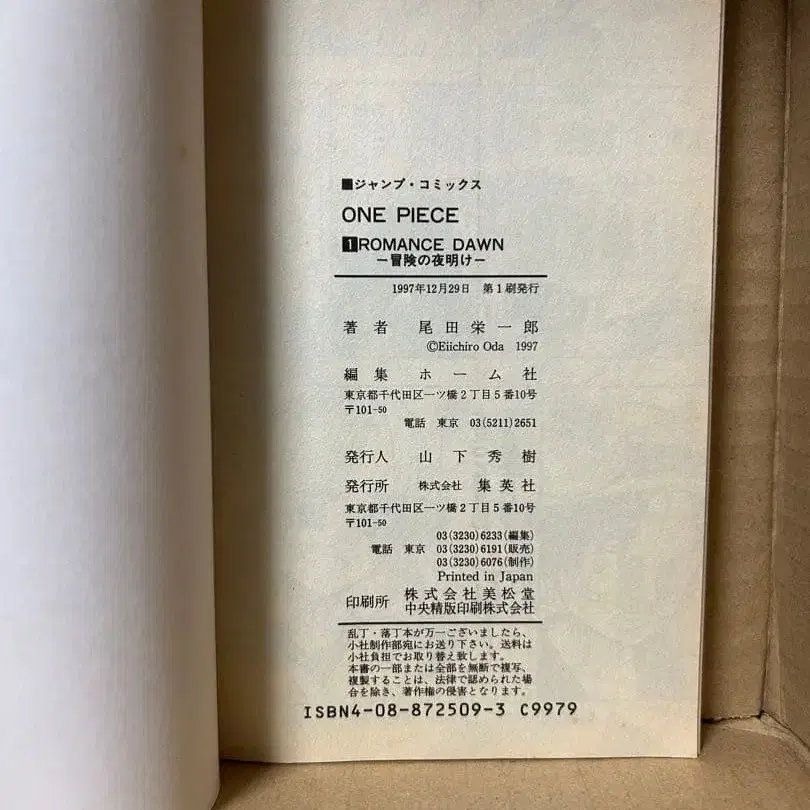 ■ジャンプ・コミックス
ONE PIECE
1 ROMANCE DAWN
―冒険の夜明け―
1997年12月29日 第1刷発行
著者 尾田栄一郎
©Eiichiro Oda 1997
編集 ホーム社
東京都千代田区一ツ橋2丁目5番10号
〒101-50
電話 東京 03(5211)2651
発行人 山下秀樹
発行所 株式会社 集英社
東京都千代田区一ツ橋2丁目5番10号
〒101-50
03(3230)6233(編集)
電話 東京 03(3230)6191(販売)
03(3230)6076(制作)
Printed in Japan
印刷所 株式会社美松堂
中央精版印刷株式会社
乱丁・落丁本が万一ございましたら、
小社制作部宛にお送り下さい。送料は
小社負担でお取り替え致します。
本書の一部または全部を無断で複写、
複製することは、法律で認められた場
合を除き、著作権の侵害となります。
ISBN4-08-872509-3 C9979